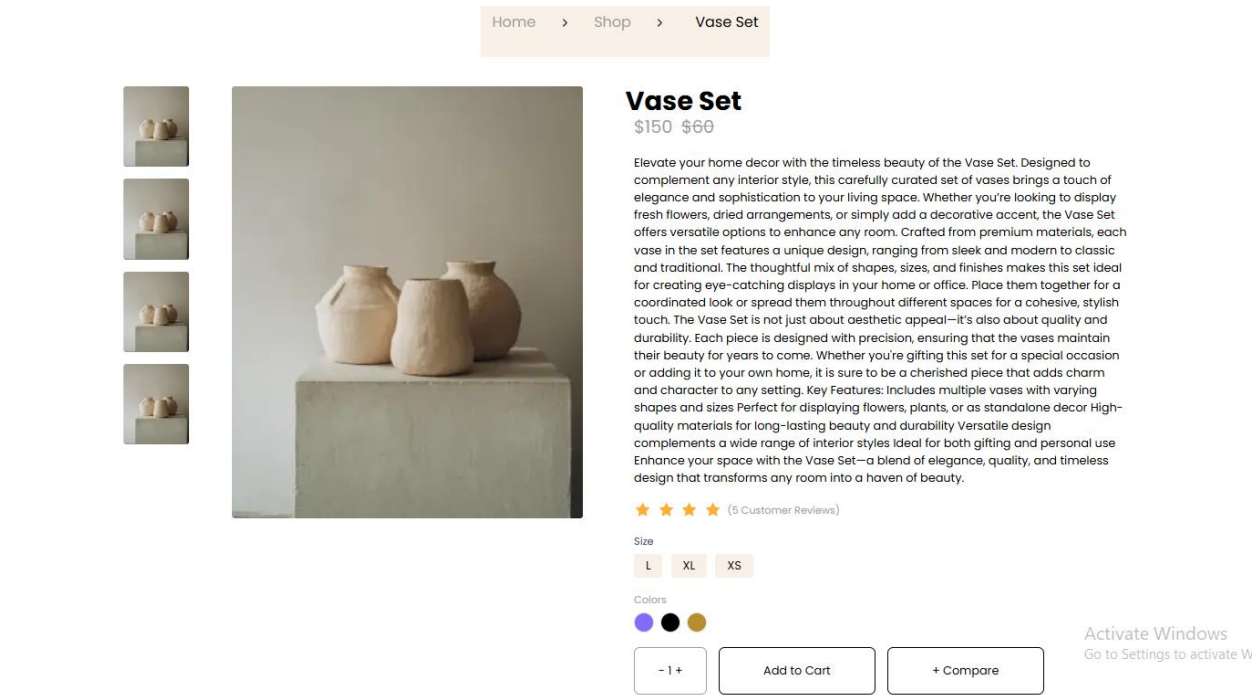 Home > Shop > Vase Set
Vase Set
$150 $60
Elevate your home decor with the timeless beauty of the Vase Set. Designed to
complement any interior style, this carefully curated set of vases brings a touch of
elegance and sophistication to your living space. Whether you’re looking to display
fresh flowers, dried arrangements, or simply add a decorative accent, the Vase Set
offers versatile options to enhance any room. Crafted from premium materials, each
vase in the set features a unique design, ranging from sleek and modern to classic
and traditional. The thoughtful mix of shapes, sizes, and finishes makes this set ideal
for creating eye-catching displays in your home or office. Place them together for a
coordinated look or spread them throughout different spaces for a cohesive, stylish
touch. The Vase Set is not just about aesthetic appeal—it’s also about quality and
durability. Each piece is designed with precision, ensuring that the vases maintain
their beauty for years to come. Whether you're gifting this set for a special occasion
or adding it to your own home, it is sure to be a cherished piece that adds charm
and character to any setting. Key Features: Includes multiple vases with varying
shapes and sizes Perfect for displaying flowers, plants, or as standalone decor High-
quality materials for long-lasting beauty and durability Versatile design
complements a wide range of interior styles Ideal for both gifting and personal use
Enhance your space with the Vase Set—a blend of elegance, quality, and timeless
design that transforms any room into a haven of beauty.
(5 Customer Reviews)
Size
L XL XS
Colors
- 1 + Add to Cart + Compare
Activate Windows
Go to Settings to activate W